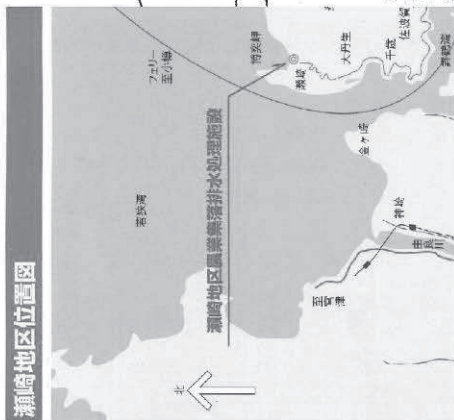 瀬崎地区位置図
北
若狭湾
フェリー
至小樽
瀬崎地区農業集落排水処理施設
博奕岬
瀬崎
大丹生
千歳
佐波賀
舞鶴湾
金ヶ岬
神崎
由良川
至宮津